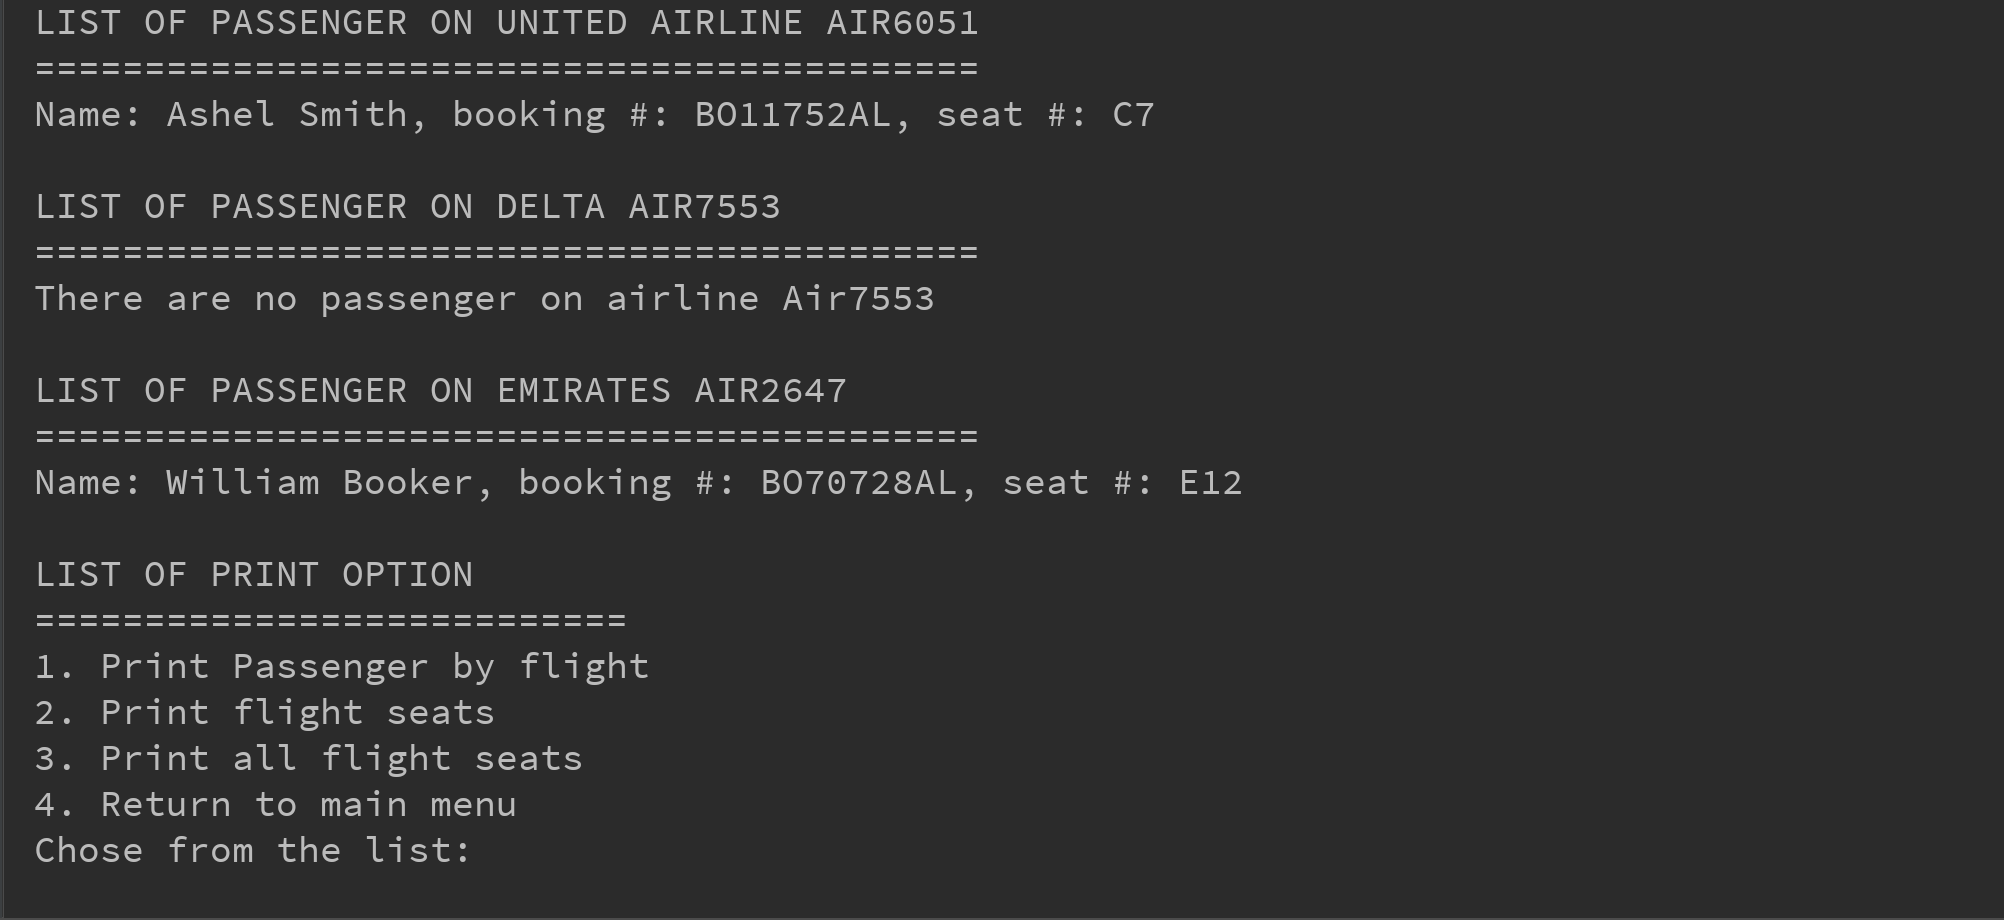 LIST OF PASSENGER ON UNITED AIRLINE AIR6051
===========================================
Name: Ashel Smith, booking #: BO11752AL, seat #: C7
LIST OF PASSENGER ON DELTA AIR7553
===========================================
There are no passenger on airline Air7553
LIST OF PASSENGER ON EMIRATES AIR2647
===========================================
Name: William Booker, booking #: BO70728AL, seat #: E12
LIST OF PRINT OPTION
===========================
1. Print Passenger by flight
2. Print flight seats
3. Print all flight seats
4. Return to main menu
Chose from the list: